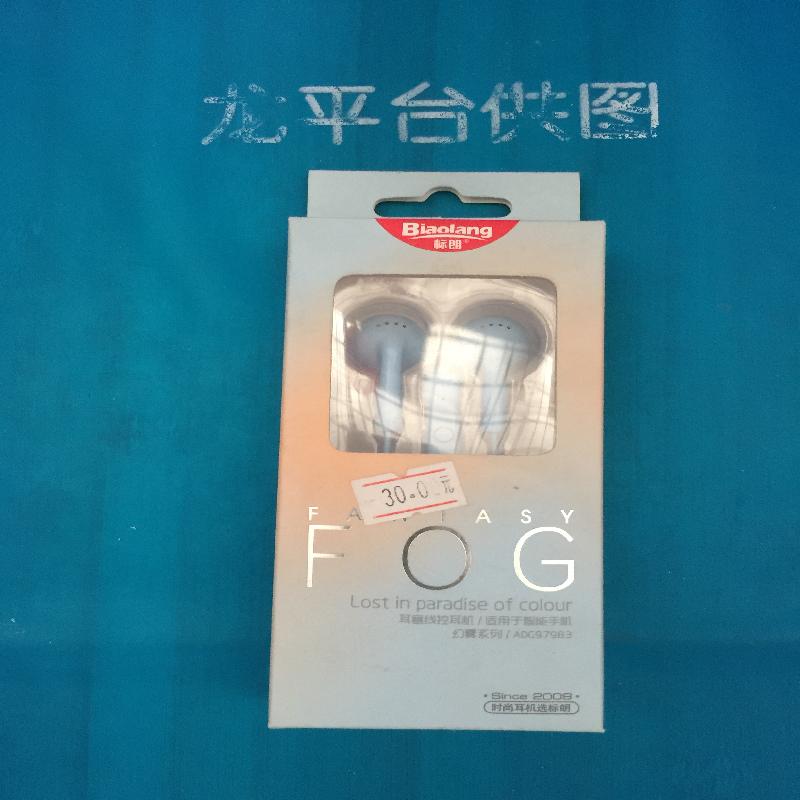 龙平台供图
Biaolang
标朗®
30.0 元
FANTASY
FOG
Lost in paradise of colour
耳塞线控耳机 / 适用于智能手机
幻雾系列 / ADG97983
· Since 2008 ·
时尚耳机选标朗